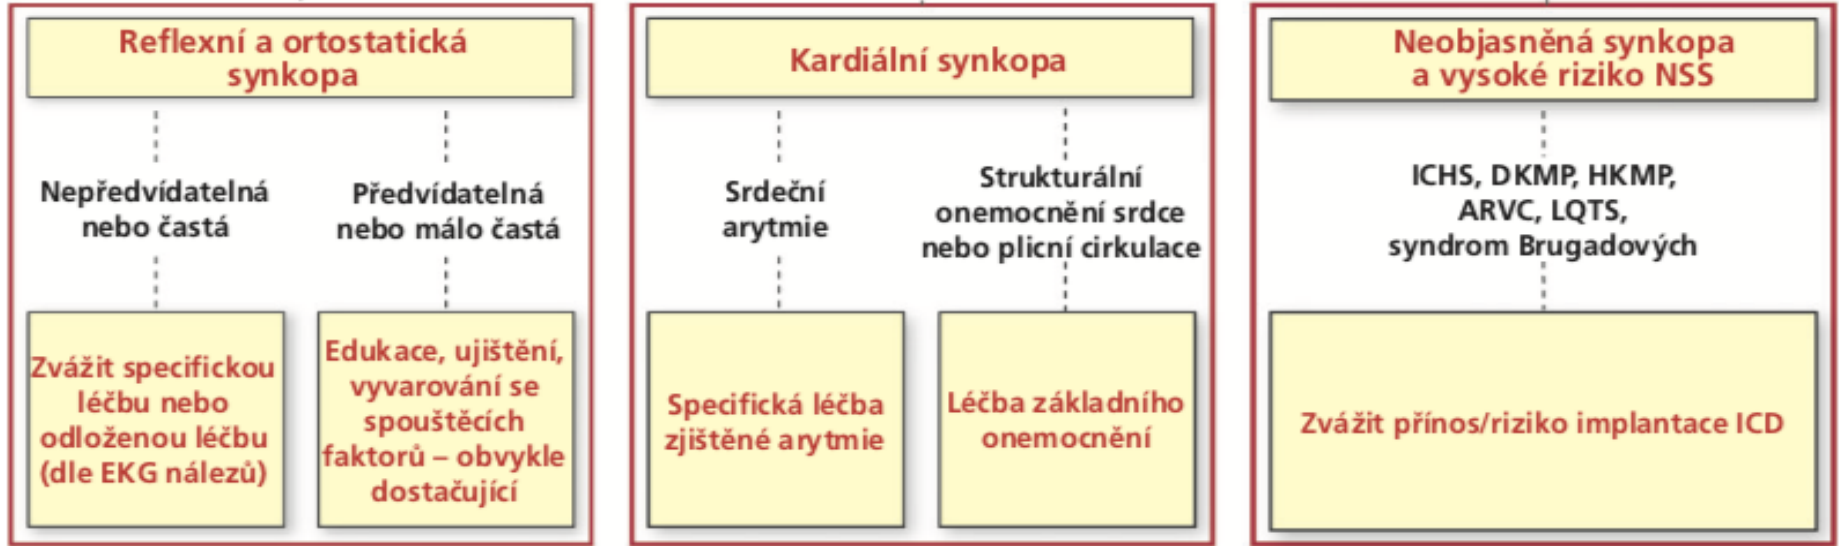 Reflexní a ortostatická
synkopa
Nepředvídatelná
nebo častá
Předvídatelná
nebo málo častá
Zvážit specifickou
léčbu nebo
odloženou léčbu
(dle EKG nálezů)
Edukace, ujištění,
vyvarování se
spouštěcích
faktorů – obvykle
dostačující
Kardiální synkopa
Srdeční
arytmie
Strukturální
onemocnění srdce
nebo plicní cirkulace
Specifická léčba
zjištěné arytmie
Léčba základního
onemocnění
Neobjasněná synkopa
a vysoké riziko NSS
ICHS, DKMP, HKMP,
ARVC, LQTS,
syndrom Brugadových
Zvážit přínos/riziko implantace ICD